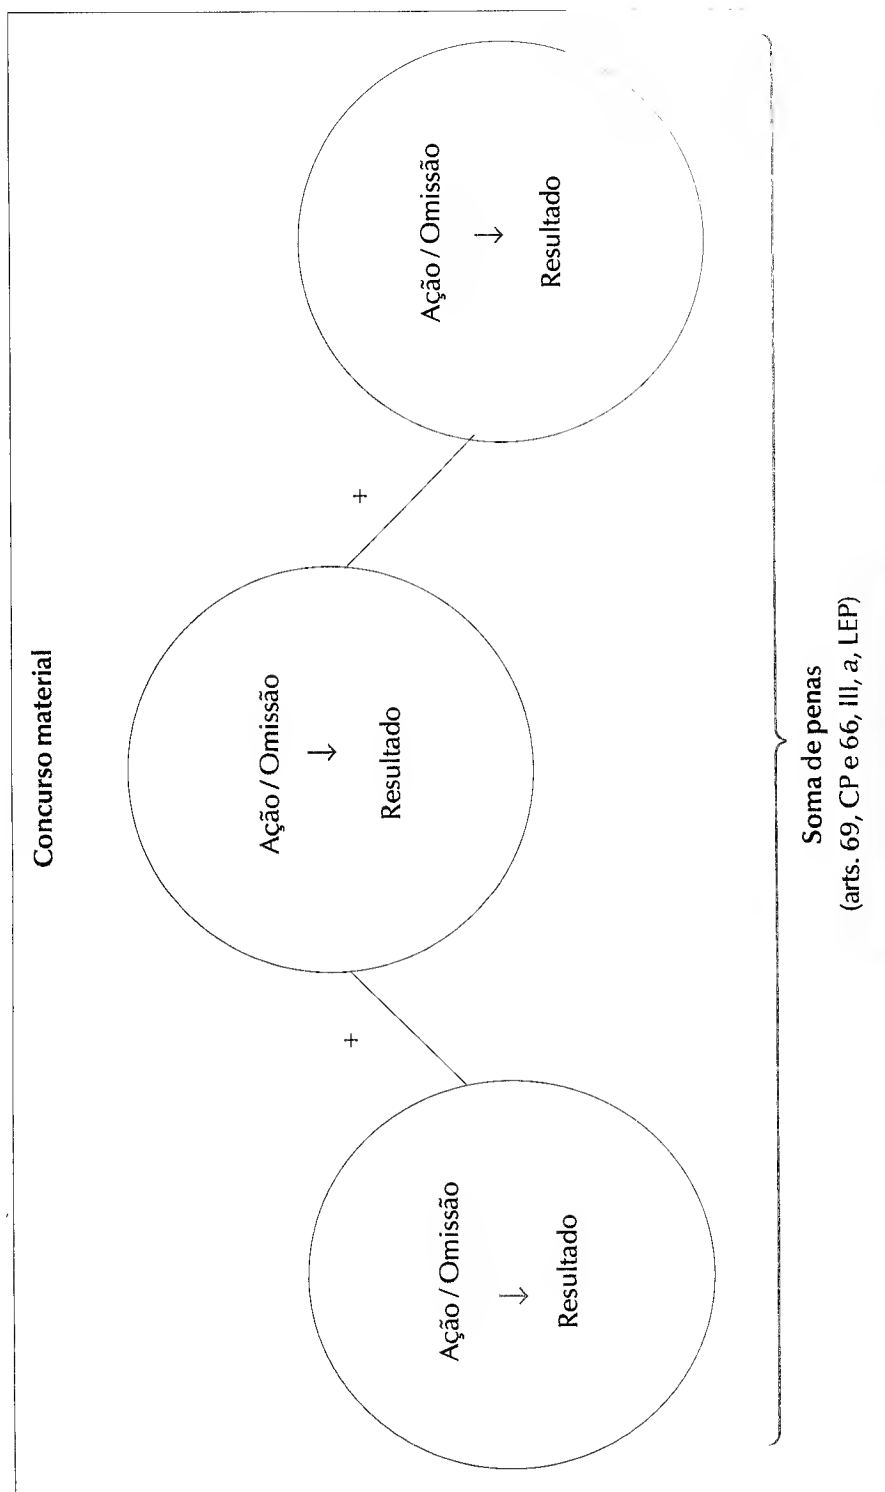 Concurso material
Ação / Omissão
↓
Resultado
+
Ação / Omissão
↓
Resultado
+
Ação / Omissão
↓
Resultado
Soma de penas
(arts. 69, CP e 66, III, a, LEP)